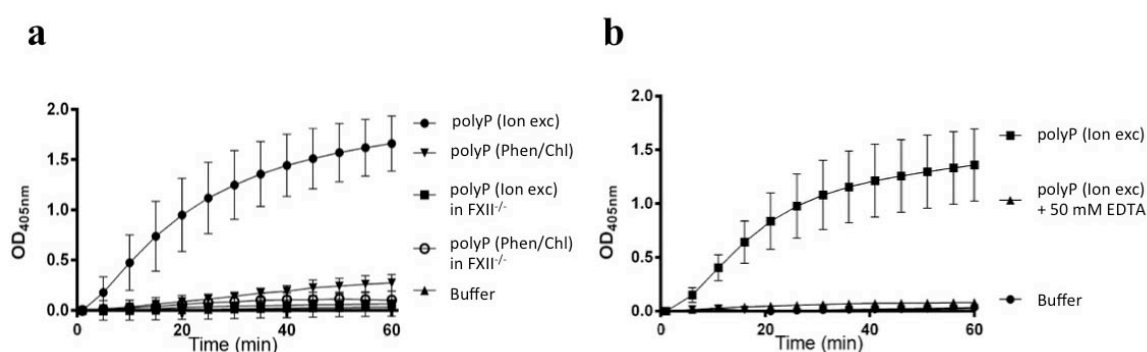 a
2.0
1.5
1.0
0.5
0.0
0
20
40
60
OD405nm
Time (min)
polyP (Ion exc)
polyP (Phen/Chl)
polyP (Ion exc)
in FXII-/-
polyP (Phen/Chl)
in FXII-/-
Buffer
b
2.0
1.5
1.0
0.5
0.0
0
20
40
60
OD405nm
Time (min)
polyP (Ion exc)
polyP (Ion exc)
+ 50 mM EDTA
Buffer